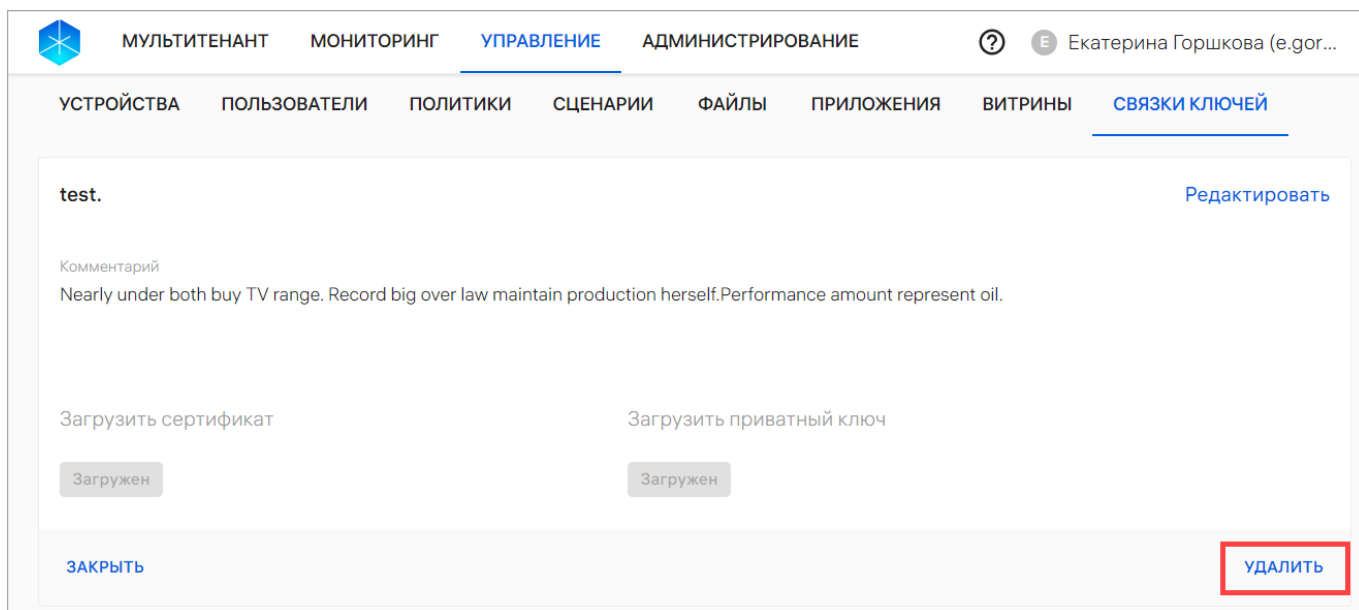 МУЛЬТИТЕНАНТ МОНИТОРИНГ УПРАВЛЕНИЕ АДМИНИСТРИРОВАНИЕ ? E Екатерина Горшкова (e.gor...
УСТРОЙСТВА ПОЛЬЗОВАТЕЛИ ПОЛИТИКИ СЦЕНАРИИ ФАЙЛЫ ПРИЛОЖЕНИЯ ВИТРИНЫ СВЯЗКИ КЛЮЧЕЙ
test. Редактировать
Комментарий
Nearly under both buy TV range. Record big over law maintain production herself.Performance amount represent oil.
Загрузить сертификат Загрузить приватный ключ
Загружен Загружен
ЗАКРЫТЬ УДАЛИТЬ